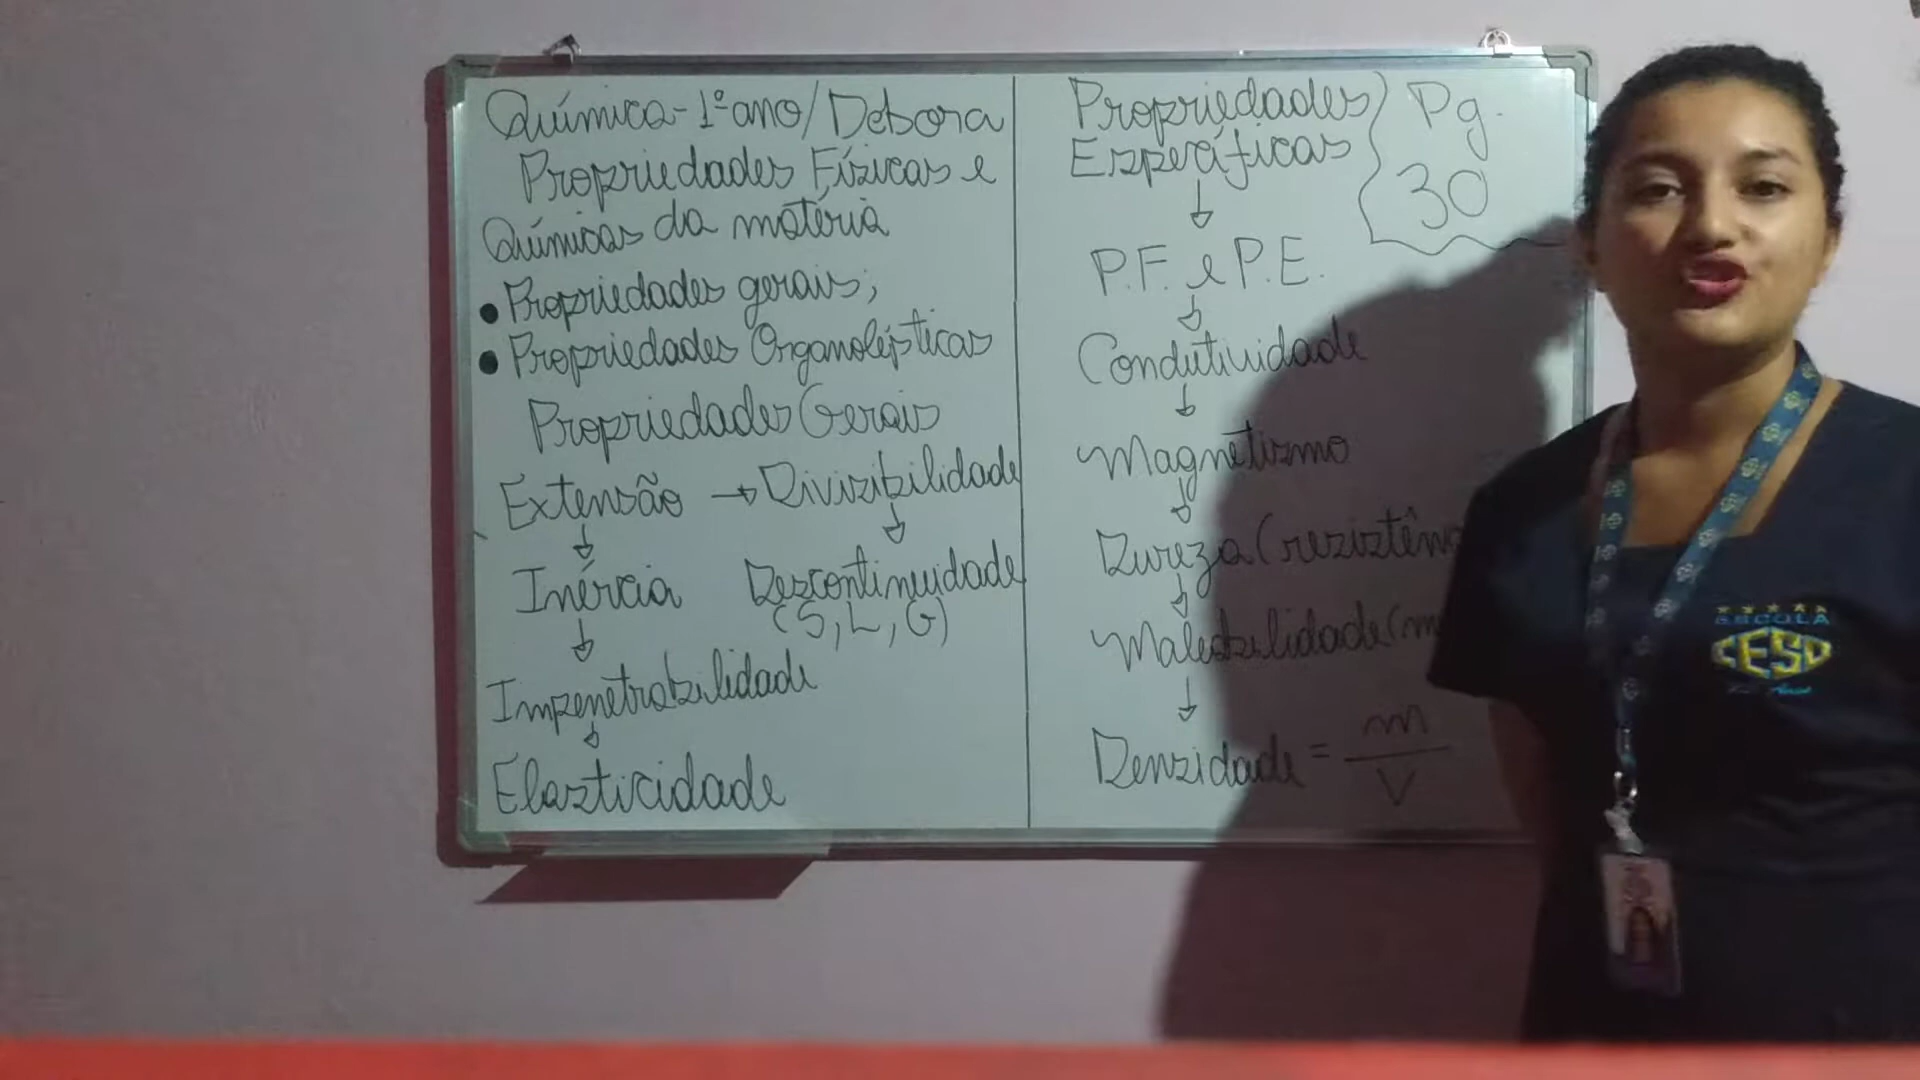 Química - 1º ano / Debora
Propriedades Físicas e
Químicas da matéria
• Propriedades gerais;
• Propriedades Organolépticas
Propriedades Gerais
Extensão → Divisibilidade
↓ ↓
Inércia Descontinuidade
(S, L, G)
↓
Impenetrabilidade
↓
Elasticidade
Propriedades
Específicas
↓
P.F. e P.E.
↓
Condutividade
↓
Magnetismo
↓
Dureza (resistên
↓
Maleabilidade (m
↓
Densidade = m
V
Pg.
30
ESCOLA
CESO